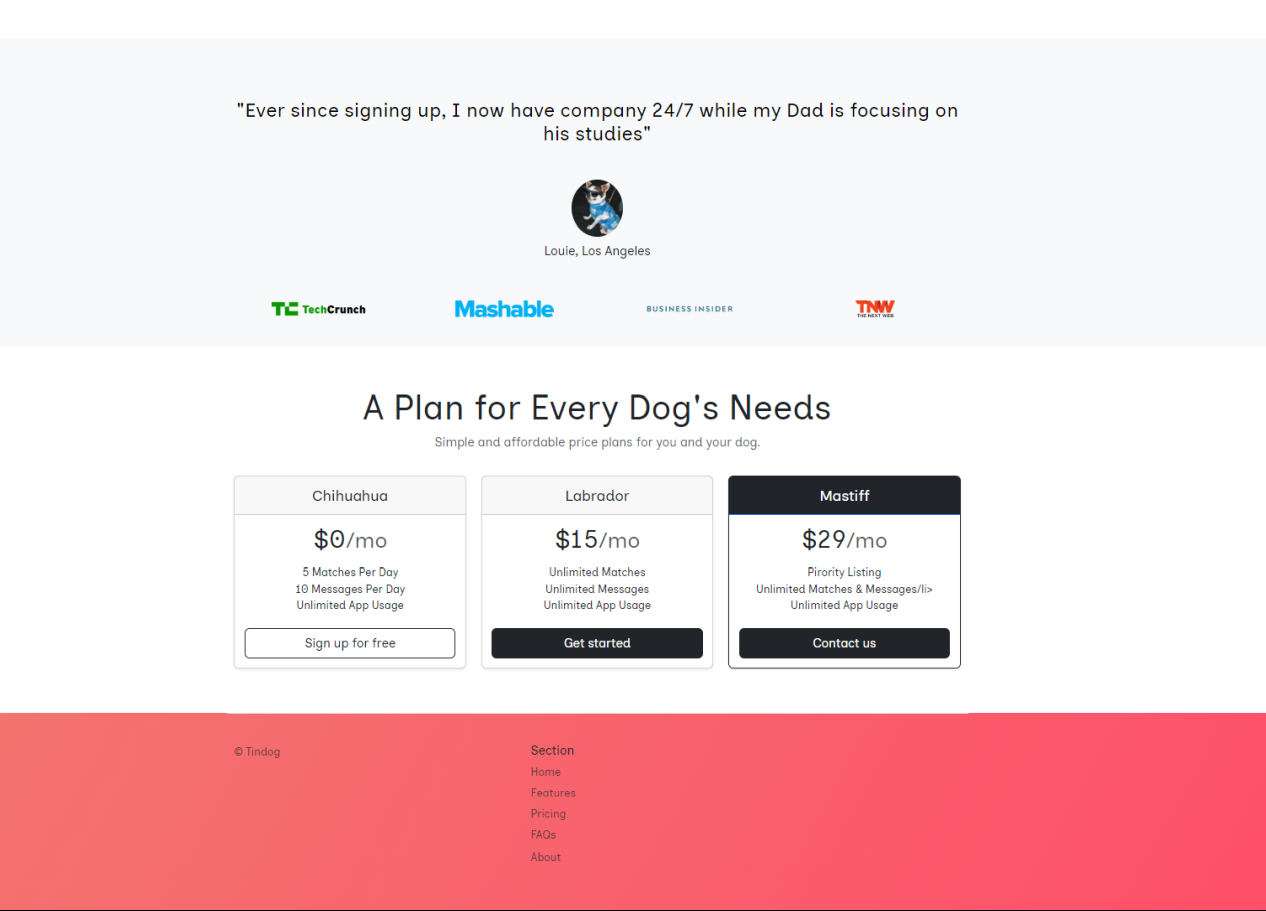 "Ever since signing up, I now have company 24/7 while my Dad is focusing on
his studies"
Louie, Los Angeles
TC TechCrunch
Mashable
BUSINESS INSIDER
TNW
THE NEXT WEB
A Plan for Every Dog's Needs
Simple and affordable price plans for you and your dog.
Chihuahua
$0/mo
5 Matches Per Day
10 Messages Per Day
Unlimited App Usage
Sign up for free
Labrador
$15/mo
Unlimited Matches
Unlimited Messages
Unlimited App Usage
Get started
Mastiff
$29/mo
Pirority Listing
Unlimited Matches & Messages/li>
Unlimited App Usage
Contact us
© Tindog
Section
Home
Features
Pricing
FAQs
About